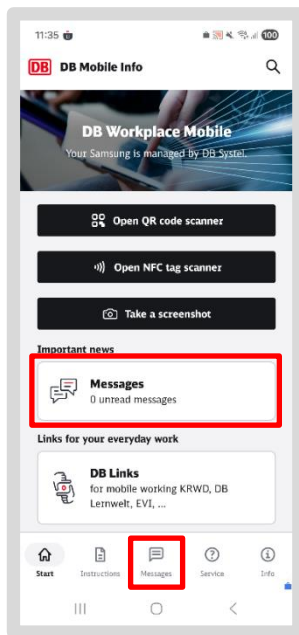 11:35
100
DB DB Mobile Info
DB Workplace Mobile
Your Samsung is managed by DB Systel.
Open QR code scanner
Open NFC tag scanner
Take a screenshot
Important news
Messages
0 unread messages
Links for your everyday work
DB Links
for mobile working KRWD, DB
Lernwelt, EVI, ...
Start Instructions Messages Service Info